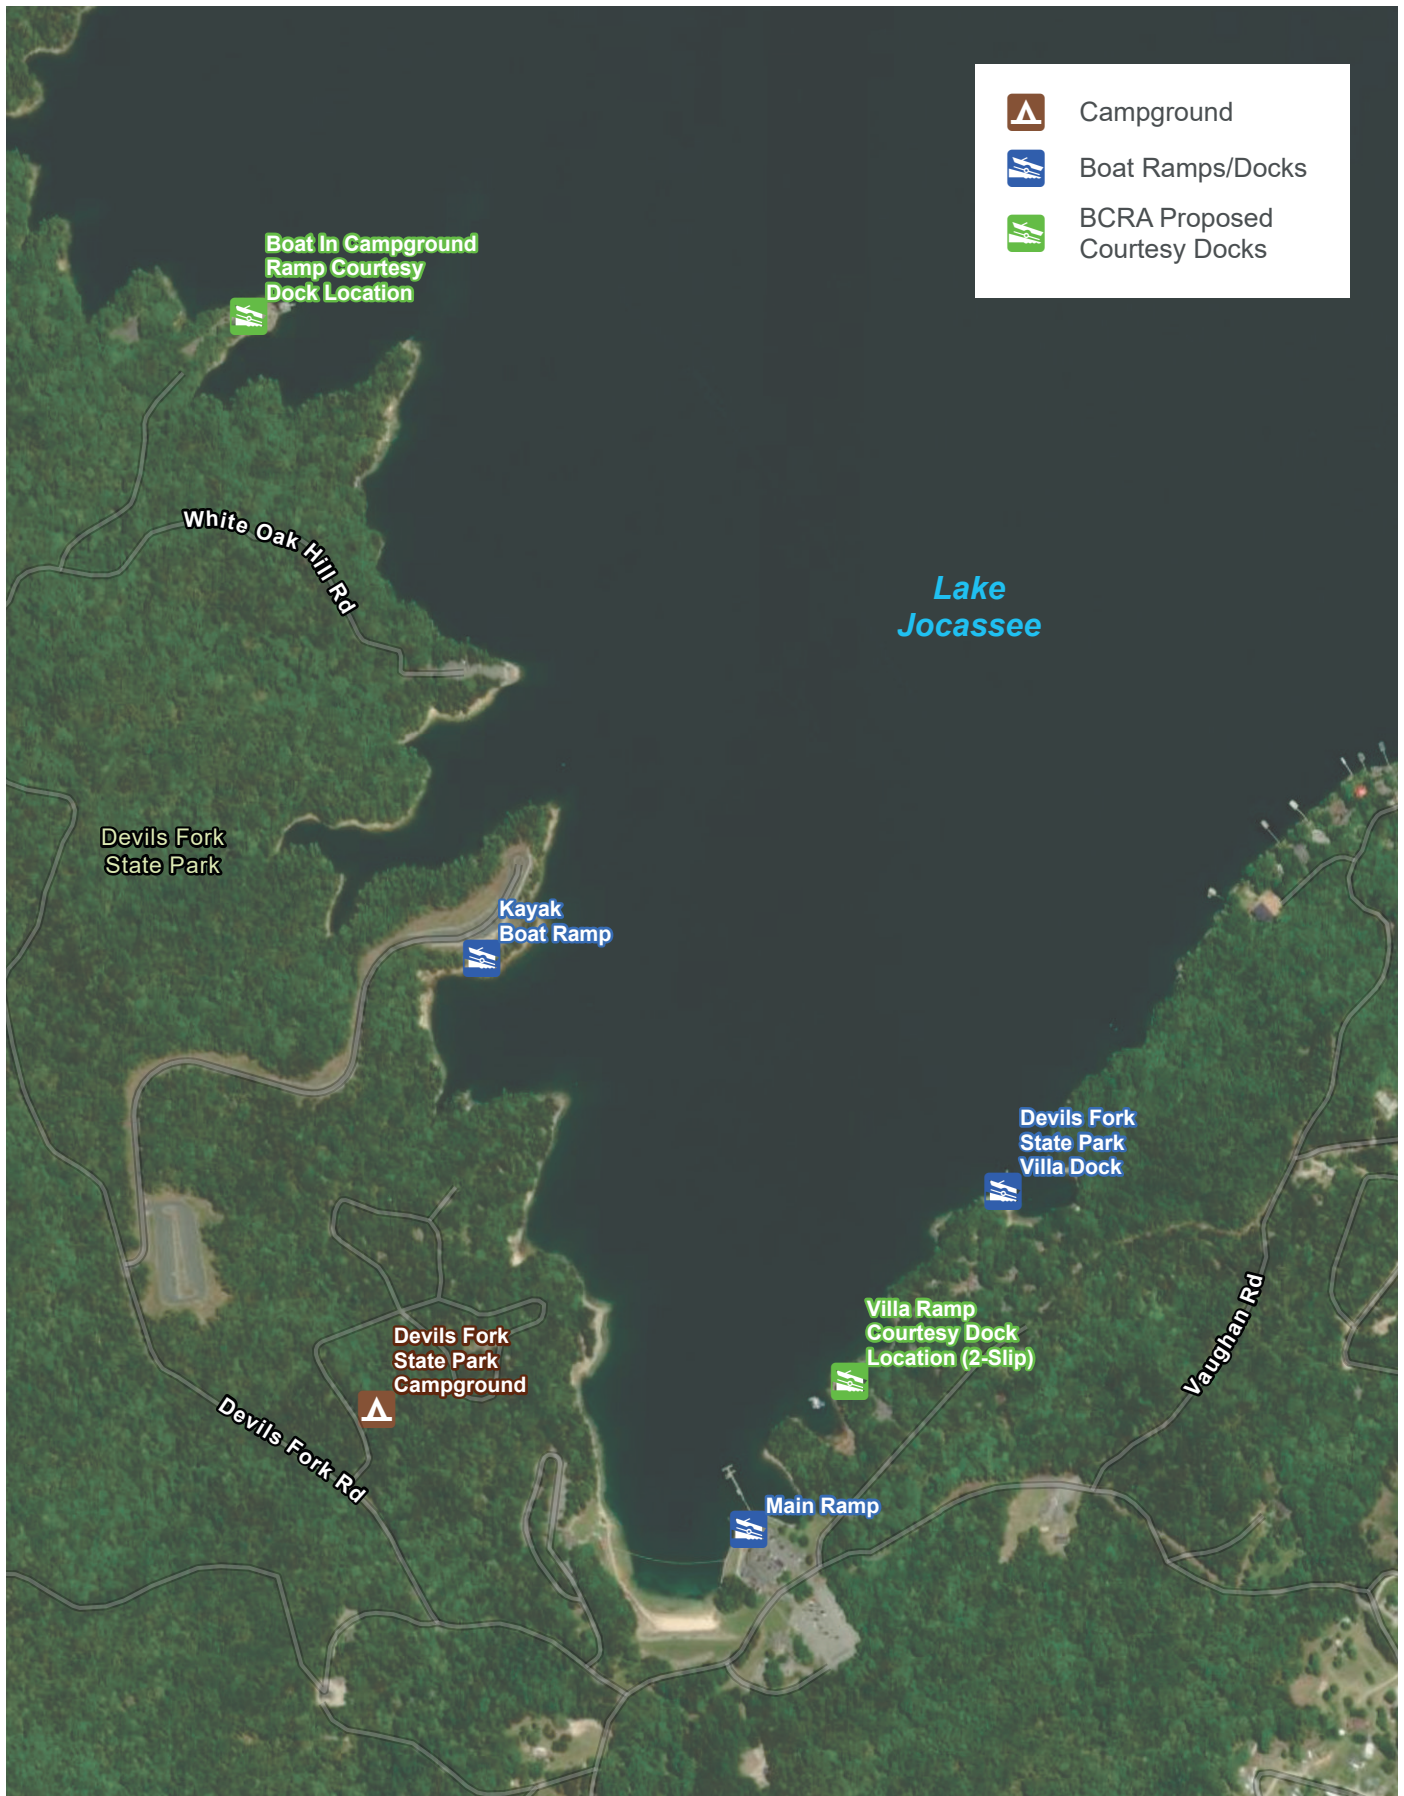 Campground
Boat Ramps/Docks
BCRA Proposed
Courtesy Docks
Boat In Campground
Ramp Courtesy
Dock Location
White Oak Hill Rd
Lake
Jocassee
Devils Fork
State Park
Kayak
Boat Ramp
Devils Fork
State Park
Villa Dock
Villa Ramp
Courtesy Dock
Location (2-Slip)
Vaughan Rd
Devils Fork
State Park
Campground
Devils Fork Rd
Main Ramp